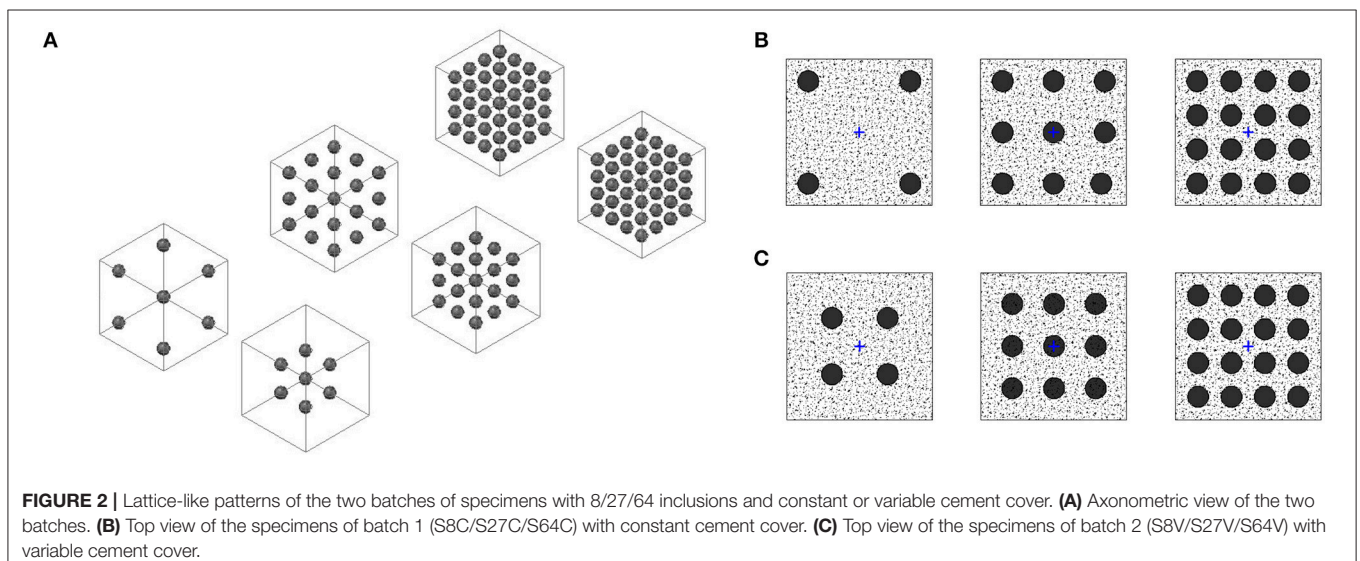 A
B
C
FIGURE 2 | Lattice-like patterns of the two batches of specimens with 8/27/64 inclusions and constant or variable cement cover. (A) Axonometric view of the two
batches. (B) Top view of the specimens of batch 1 (S8C/S27C/S64C) with constant cement cover. (C) Top view of the specimens of batch 2 (S8V/S27V/S64V) with
variable cement cover.